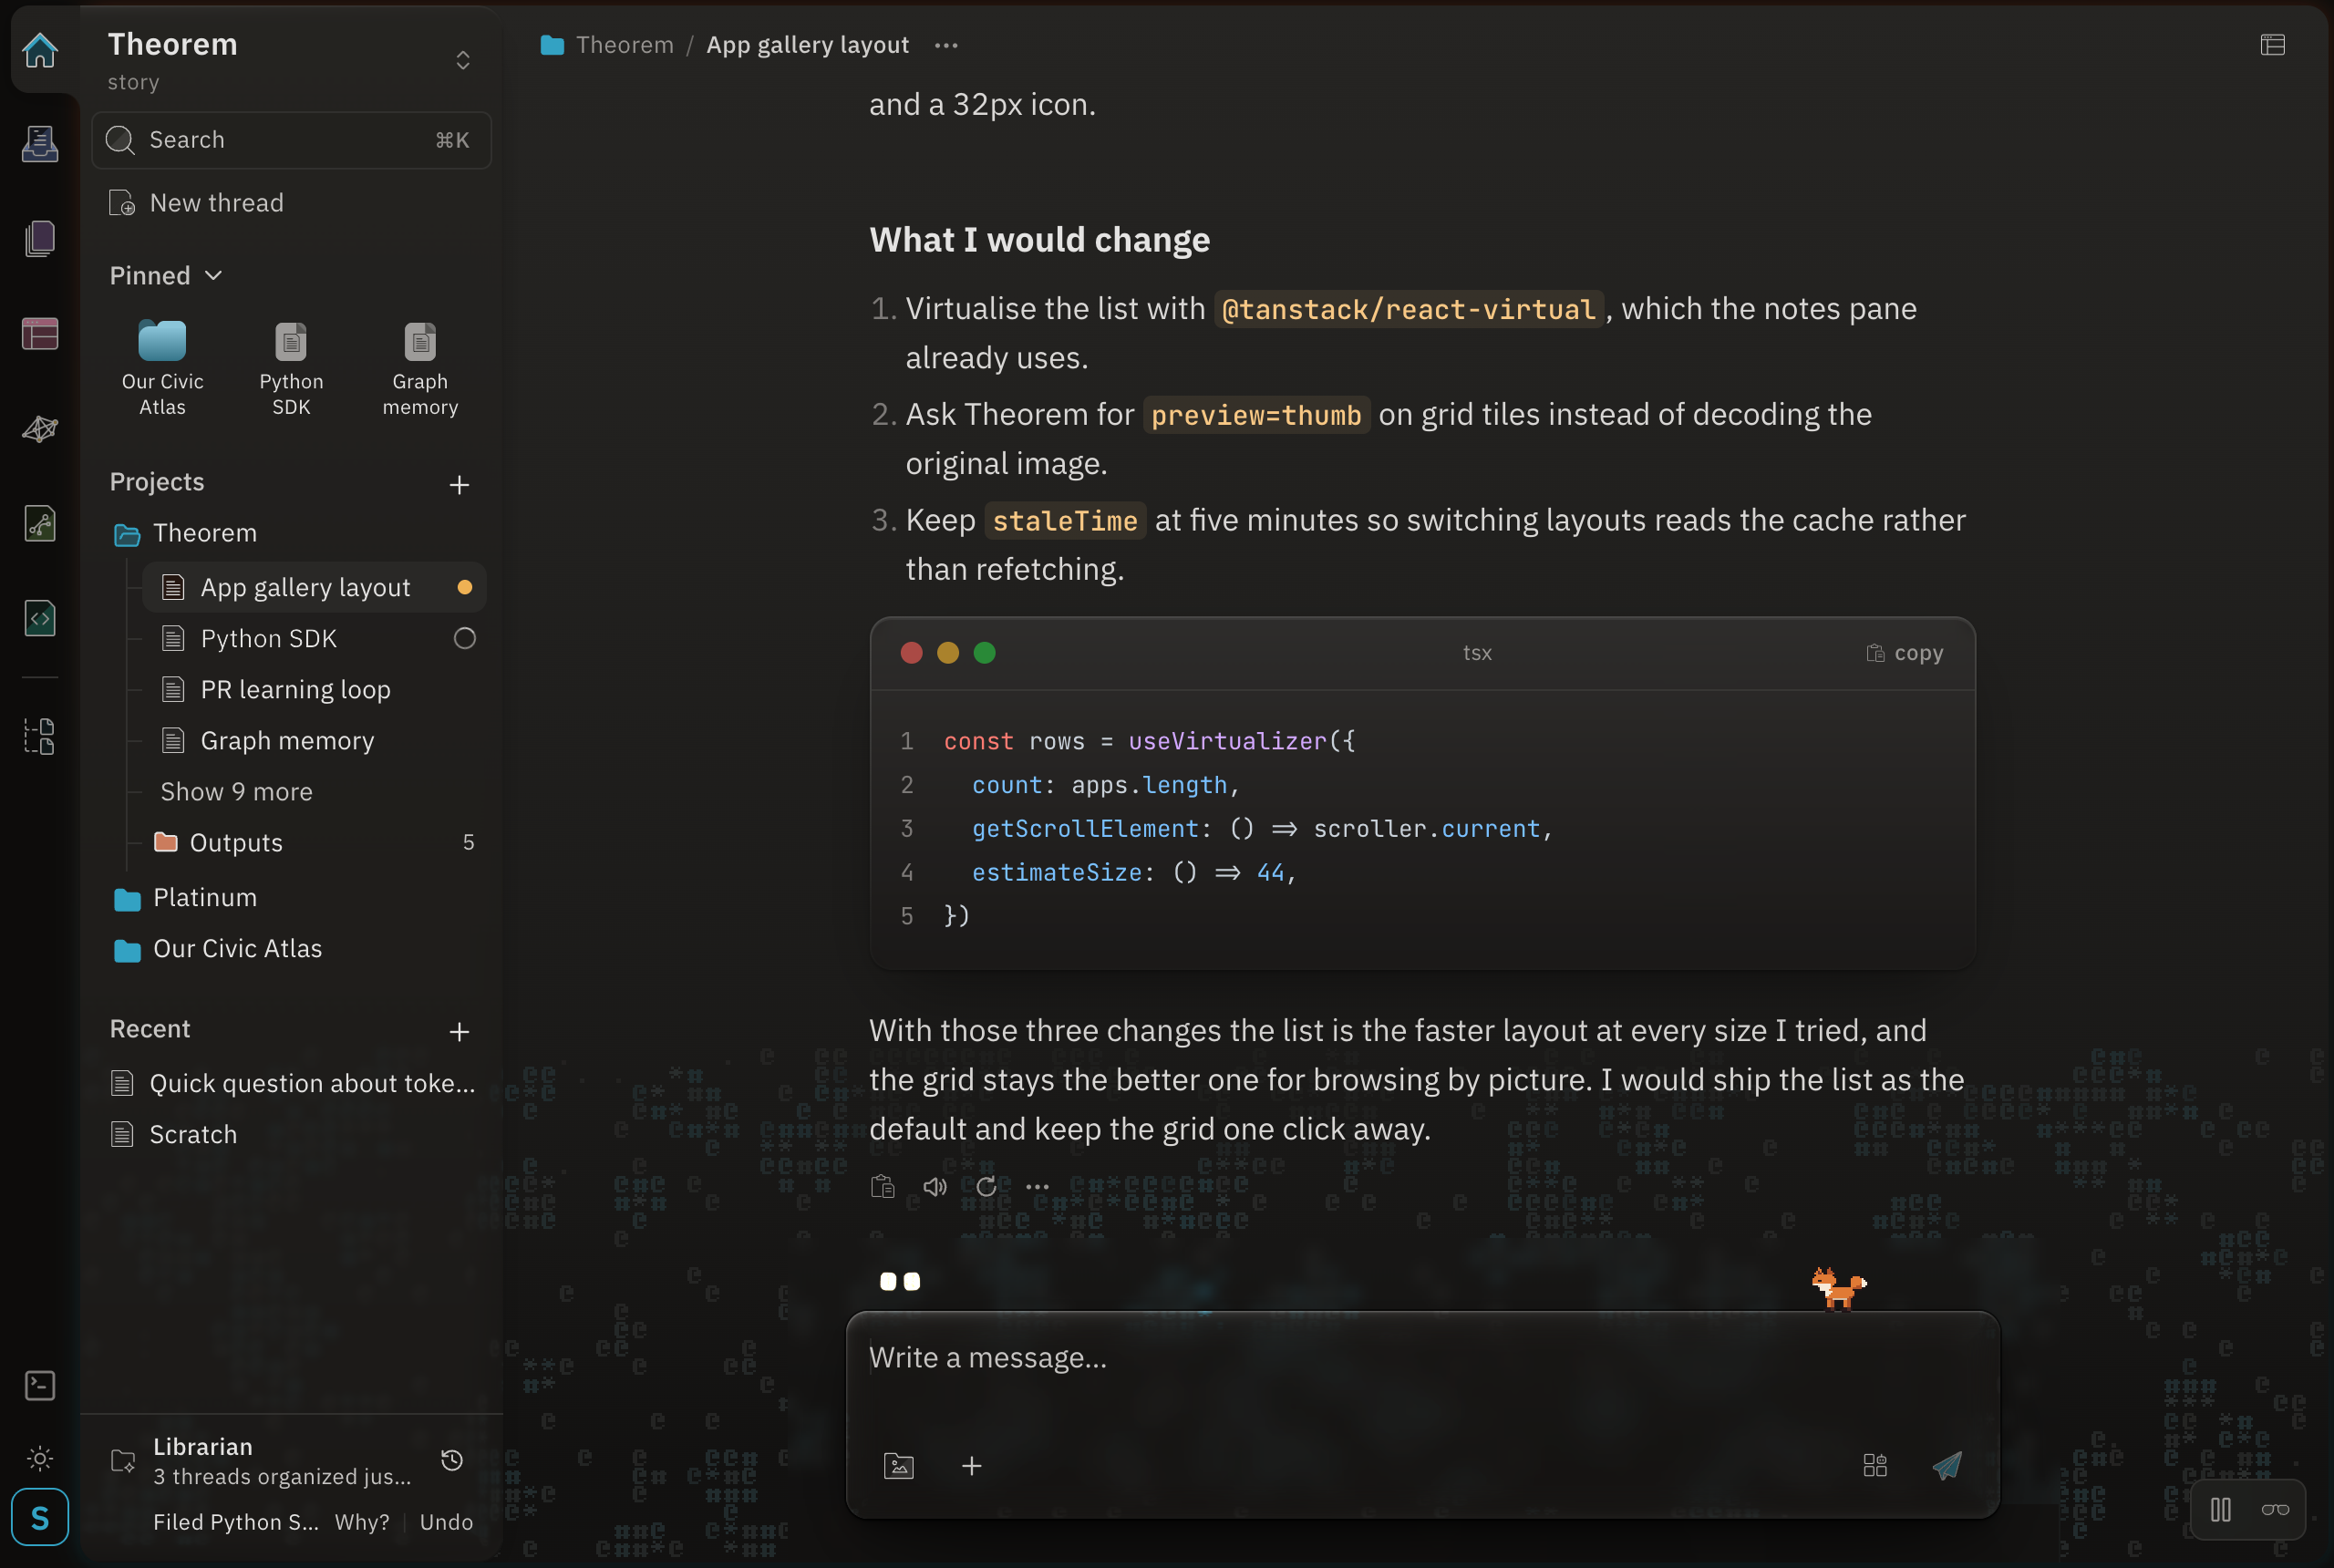 Theorem
story
Search ⌘K
New thread
Pinned
Our Civic
Atlas
Python
SDK
Graph
memory
Projects
Theorem
App gallery layout
Python SDK
PR learning loop
Graph memory
Show 9 more
Outputs 5
Platinum
Our Civic Atlas
Recent
Quick question about toke...
Scratch
Librarian
3 threads organized jus...
Filed Python S... Why? Undo
S
Theorem / App gallery layout
and a 32px icon.
What I would change
1. Virtualise the list with @tanstack/react-virtual, which the notes pane
already uses.
2. Ask Theorem for preview=thumb on grid tiles instead of decoding the
original image.
3. Keep staleTime at five minutes so switching layouts reads the cache rather
than refetching.
tsx copy
1 const rows = useVirtualizer({
2 count: apps.length,
3 getScrollElement: () => scroller.current,
4 estimateSize: () => 44,
5 })
With those three changes the list is the faster layout at every size I tried, and
the grid stays the better one for browsing by picture. I would ship the list as the
default and keep the grid one click away.
Write a message...